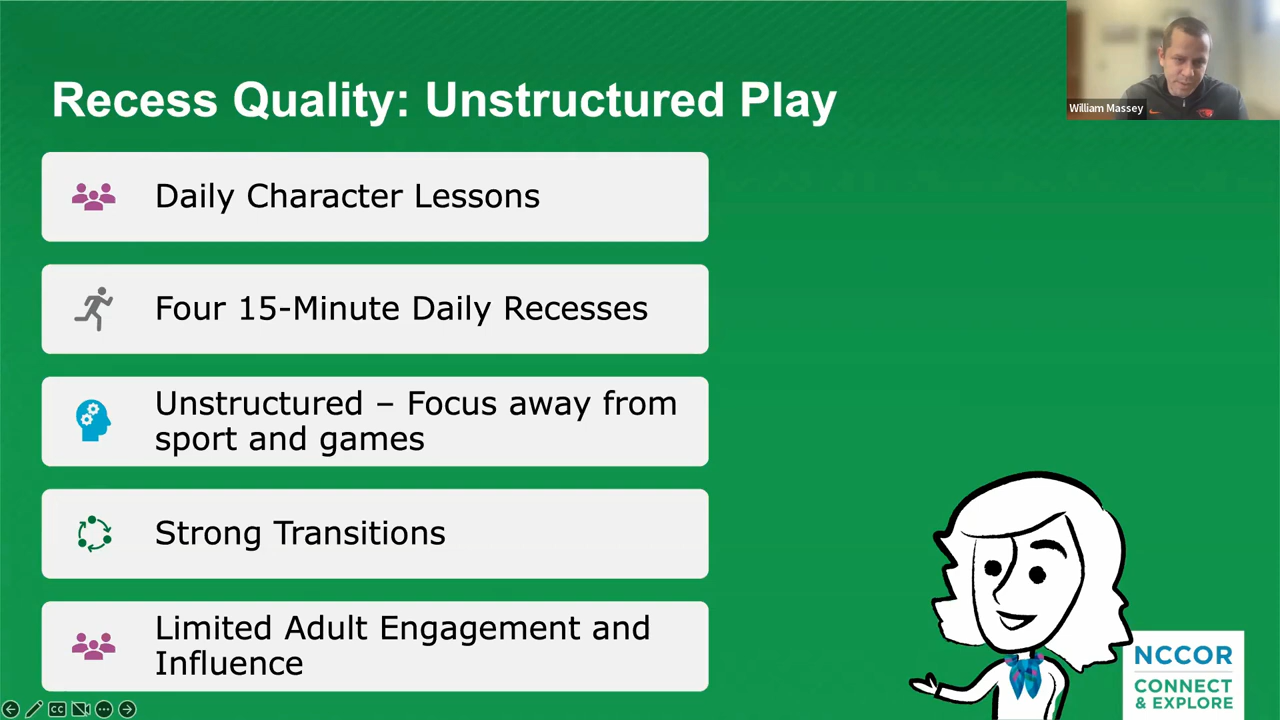 Recess Quality: Unstructured Play
William Massey
Daily Character Lessons
Four 15-Minute Daily Recesses
Unstructured – Focus away from
sport and games
Strong Transitions
Limited Adult Engagement and
Influence
NCCOR
CONNECT
& EXPLORE
CC